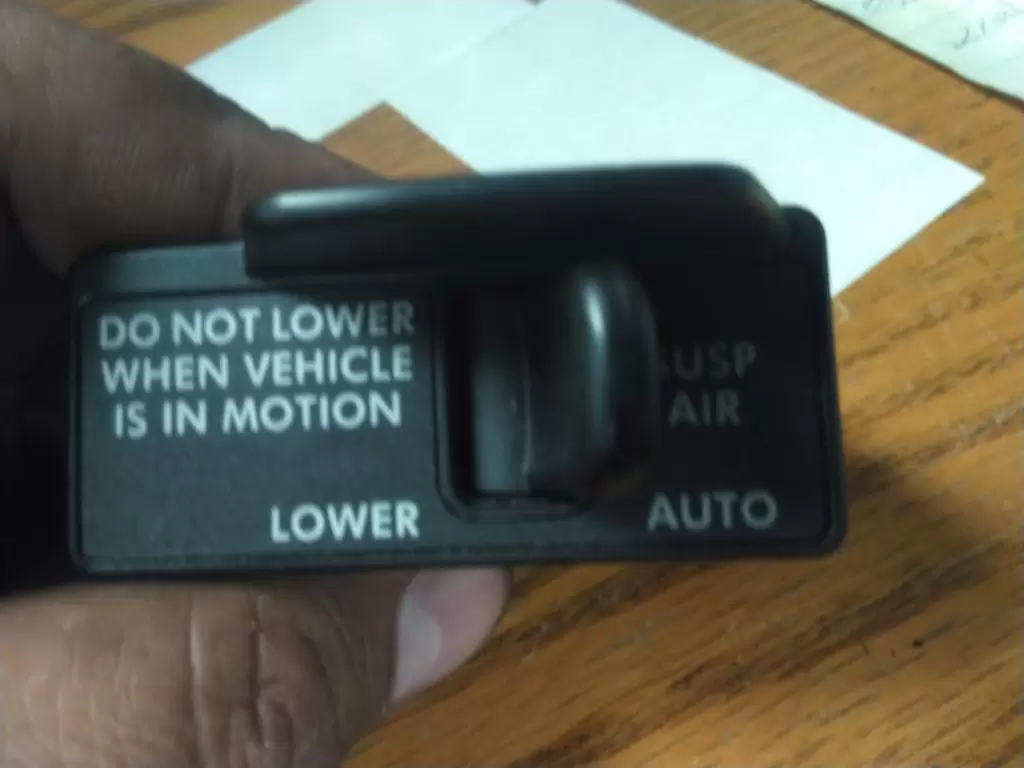 DO NOT LOWER
WHEN VEHICLE
IS IN MOTION
SUSP
AIR
LOWER
AUTO